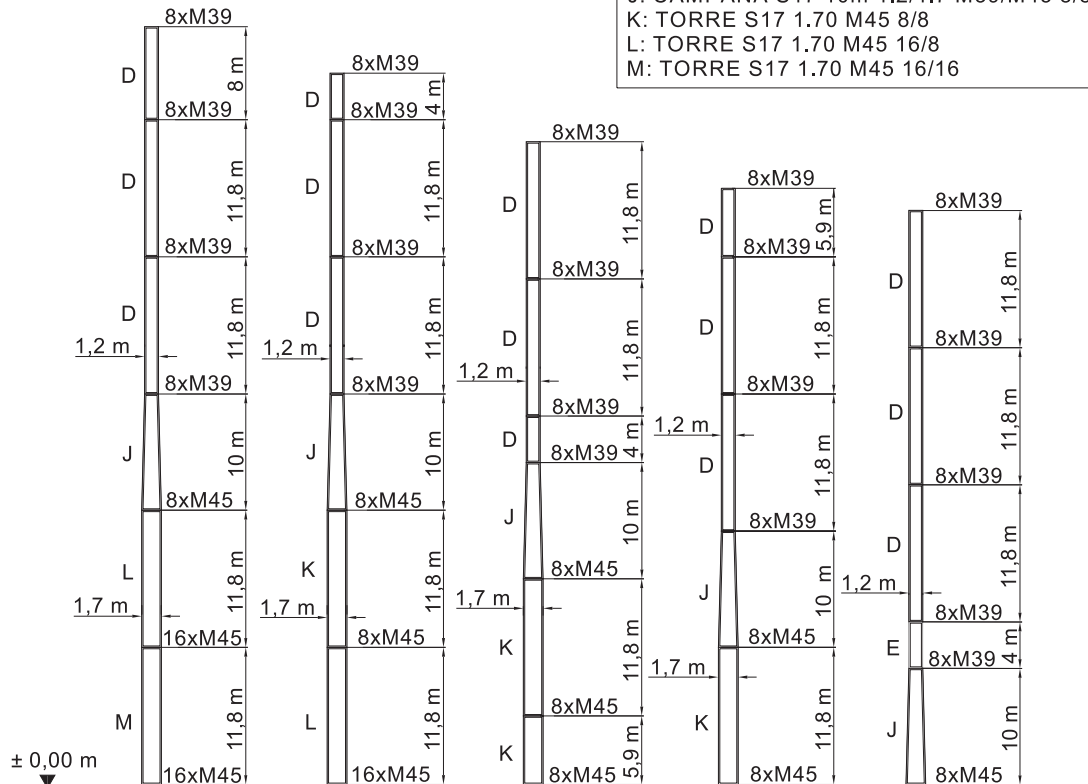 J: CAMPANA S17 10m 1.2/1.7 M39/M45 8/8
K: TORRE S17 1.70 M45 8/8
L: TORRE S17 1.70 M45 16/8
M: TORRE S17 1.70 M45 16/16
8xM39
D
8 m
8xM39
D
11,8 m
8xM39
D
11,8 m
1,2 m
8xM39
J
10 m
8xM45
L
11,8 m
1,7 m
16xM45
M
11,8 m
± 0,00 m
16xM45
8xM39
D
4 m
8xM39
D
11,8 m
8xM39
D
11,8 m
1,2 m
8xM39
J
10 m
8xM45
K
11,8 m
1,7 m
8xM45
L
11,8 m
16xM45
8xM39
D
11,8 m
8xM39
D
11,8 m
1,2 m
8xM39
D
4 m
8xM39
J
10 m
8xM45
1,7 m
K
11,8 m
K
5,9 m
8xM45
8xM39
D
5,9 m
8xM39
D
11,8 m
8xM39
1,2 m
D
11,8 m
8xM39
J
10 m
8xM45
1,7 m
K
11,8 m
8xM45
8xM39
D
11,8 m
8xM39
D
11,8 m
8xM39
D
11,8 m
1,2 m
8xM39
E
4 m
8xM39
J
10 m
8xM45